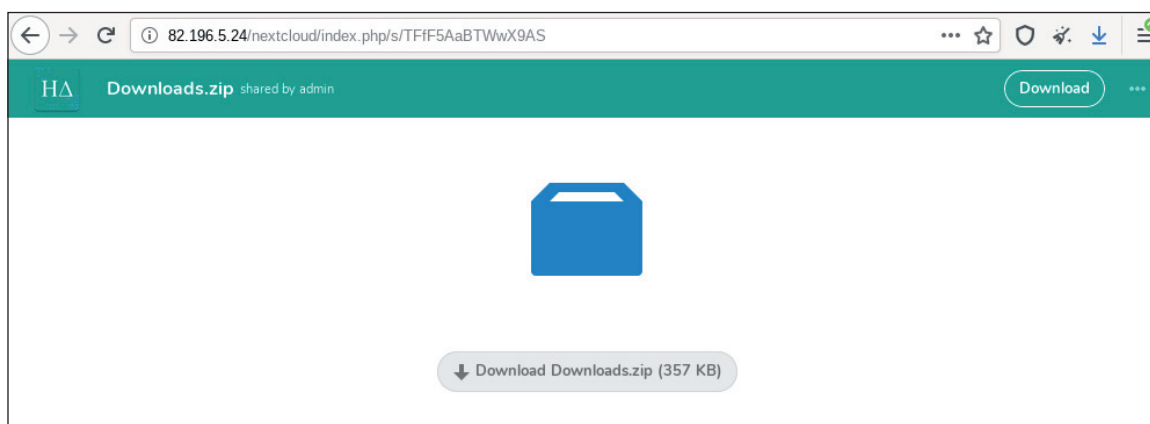 82.196.5.24/nextcloud/index.php/s/TFfF5AaBTWwX9AS
HΔ Downloads.zip shared by admin Download
Download Downloads.zip (357 KB)